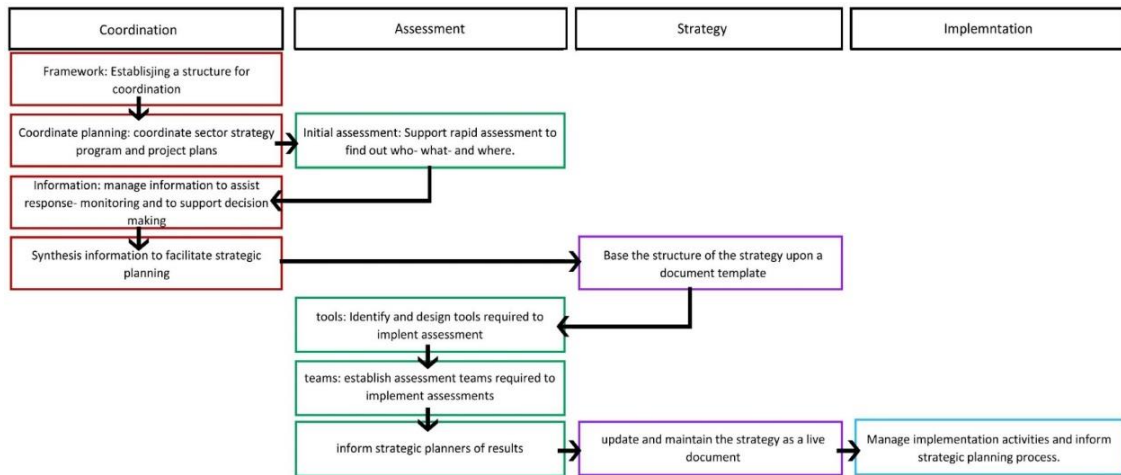 Coordination
Assessment
Strategy
Implemntation
Framework: Establisjing a structure for
coordination
Coordinate planning: coordinate sector strategy
program and project plans
Initial assessment: Support rapid assessment to
find out who- what- and where.
Information: manage information to assist
response- monitoring and to support decision
making
Synthesis information to facilitate strategic
planning
Base the structure of the strategy upon a
document template
tools: Identify and design tools required to
implent assessment
teams: establish assessment teams required to
implement assessments
inform strategic planners of results
update and maintain the strategy as a live
document
Manage implementation activities and inform
strategic planning process.